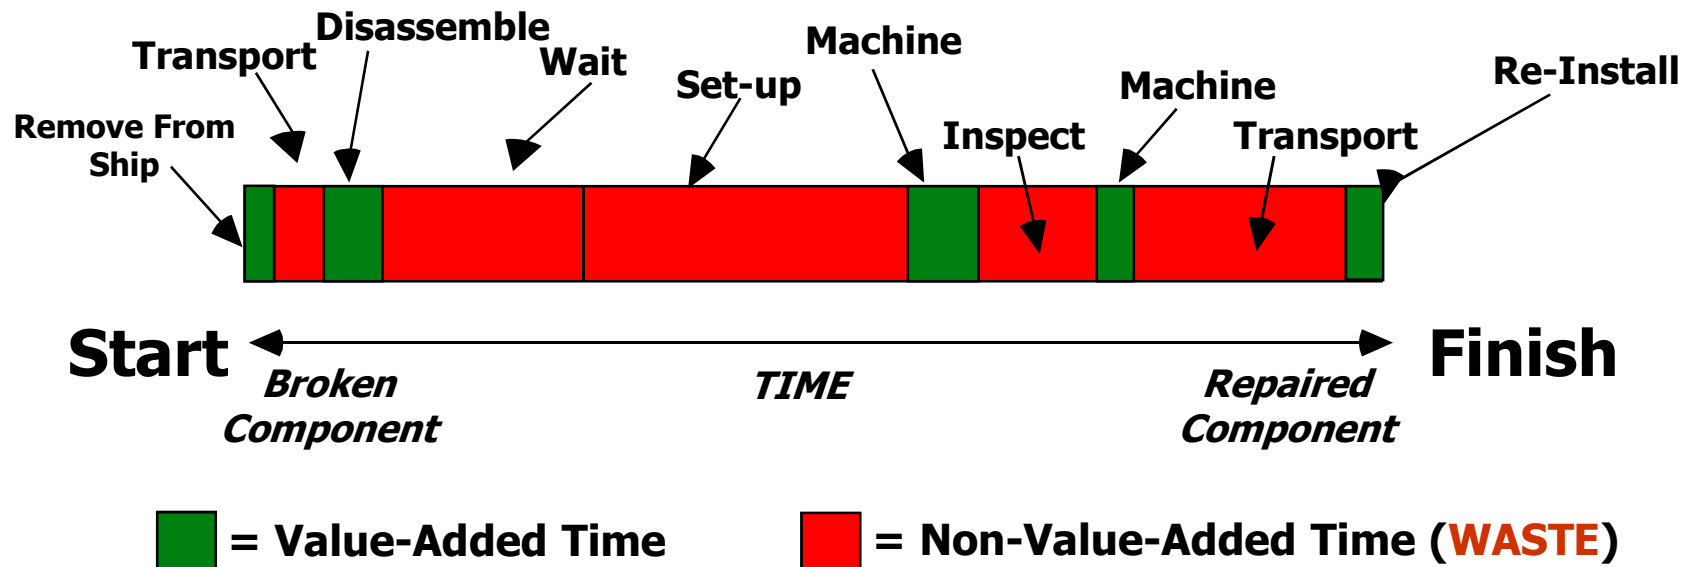 Disassemble
Transport
Wait
Machine
Set-up
Machine
Re-Install
Remove From
Ship
Inspect
Transport
Start
Finish
Broken
Component
TIME
Repaired
Component
= Value-Added Time
= Non-Value-Added Time (WASTE)